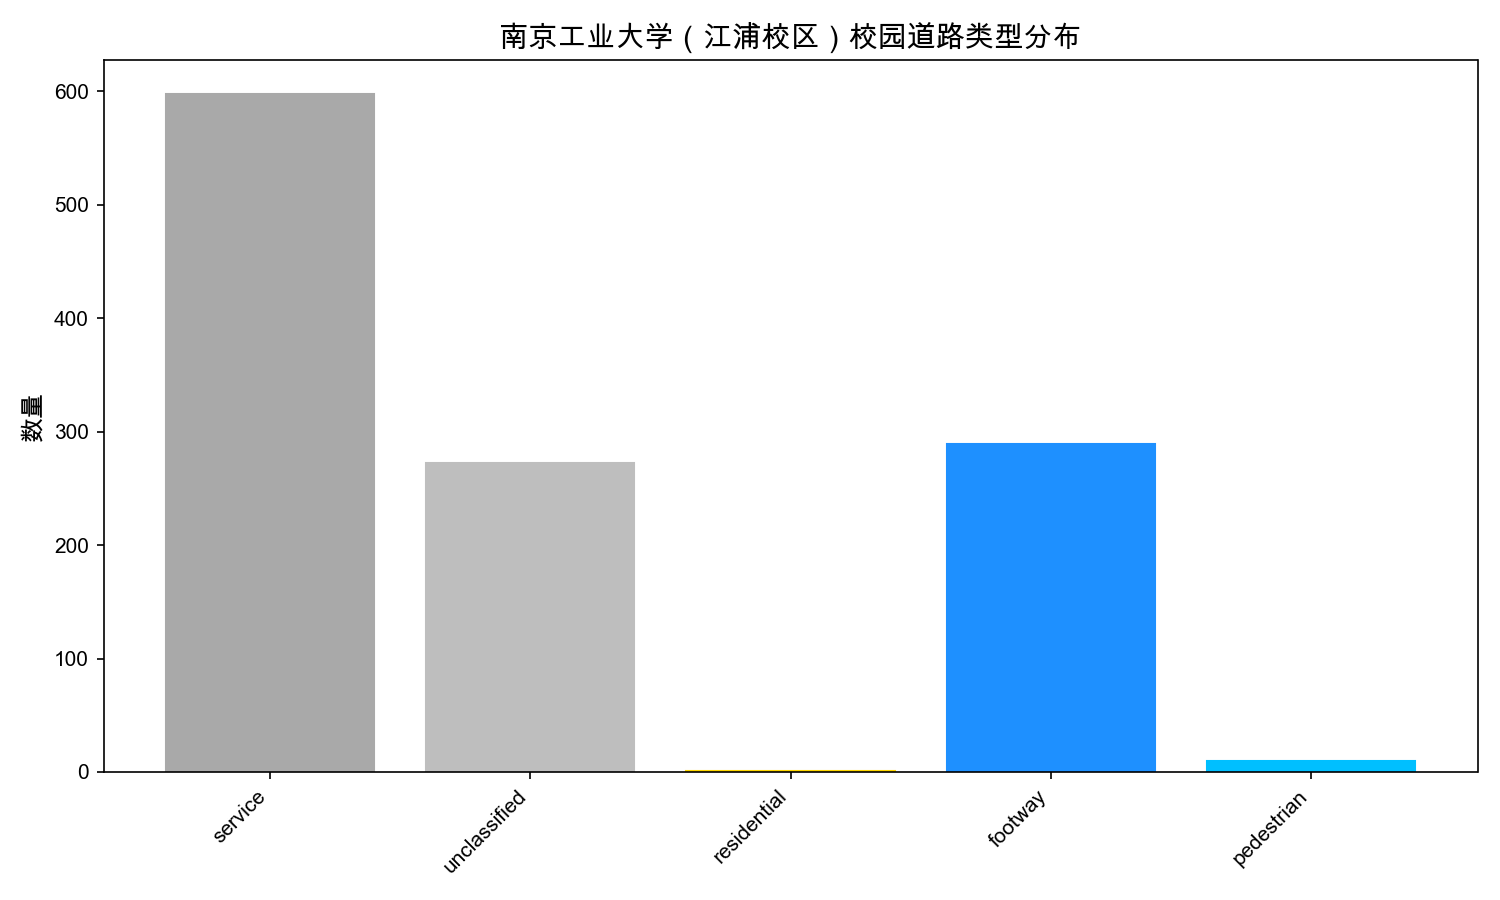 南京工业大学（江浦校区）校园道路类型分布
数量
600
500
400
300
200
100
0
service
unclassified
residential
footway
pedestrian